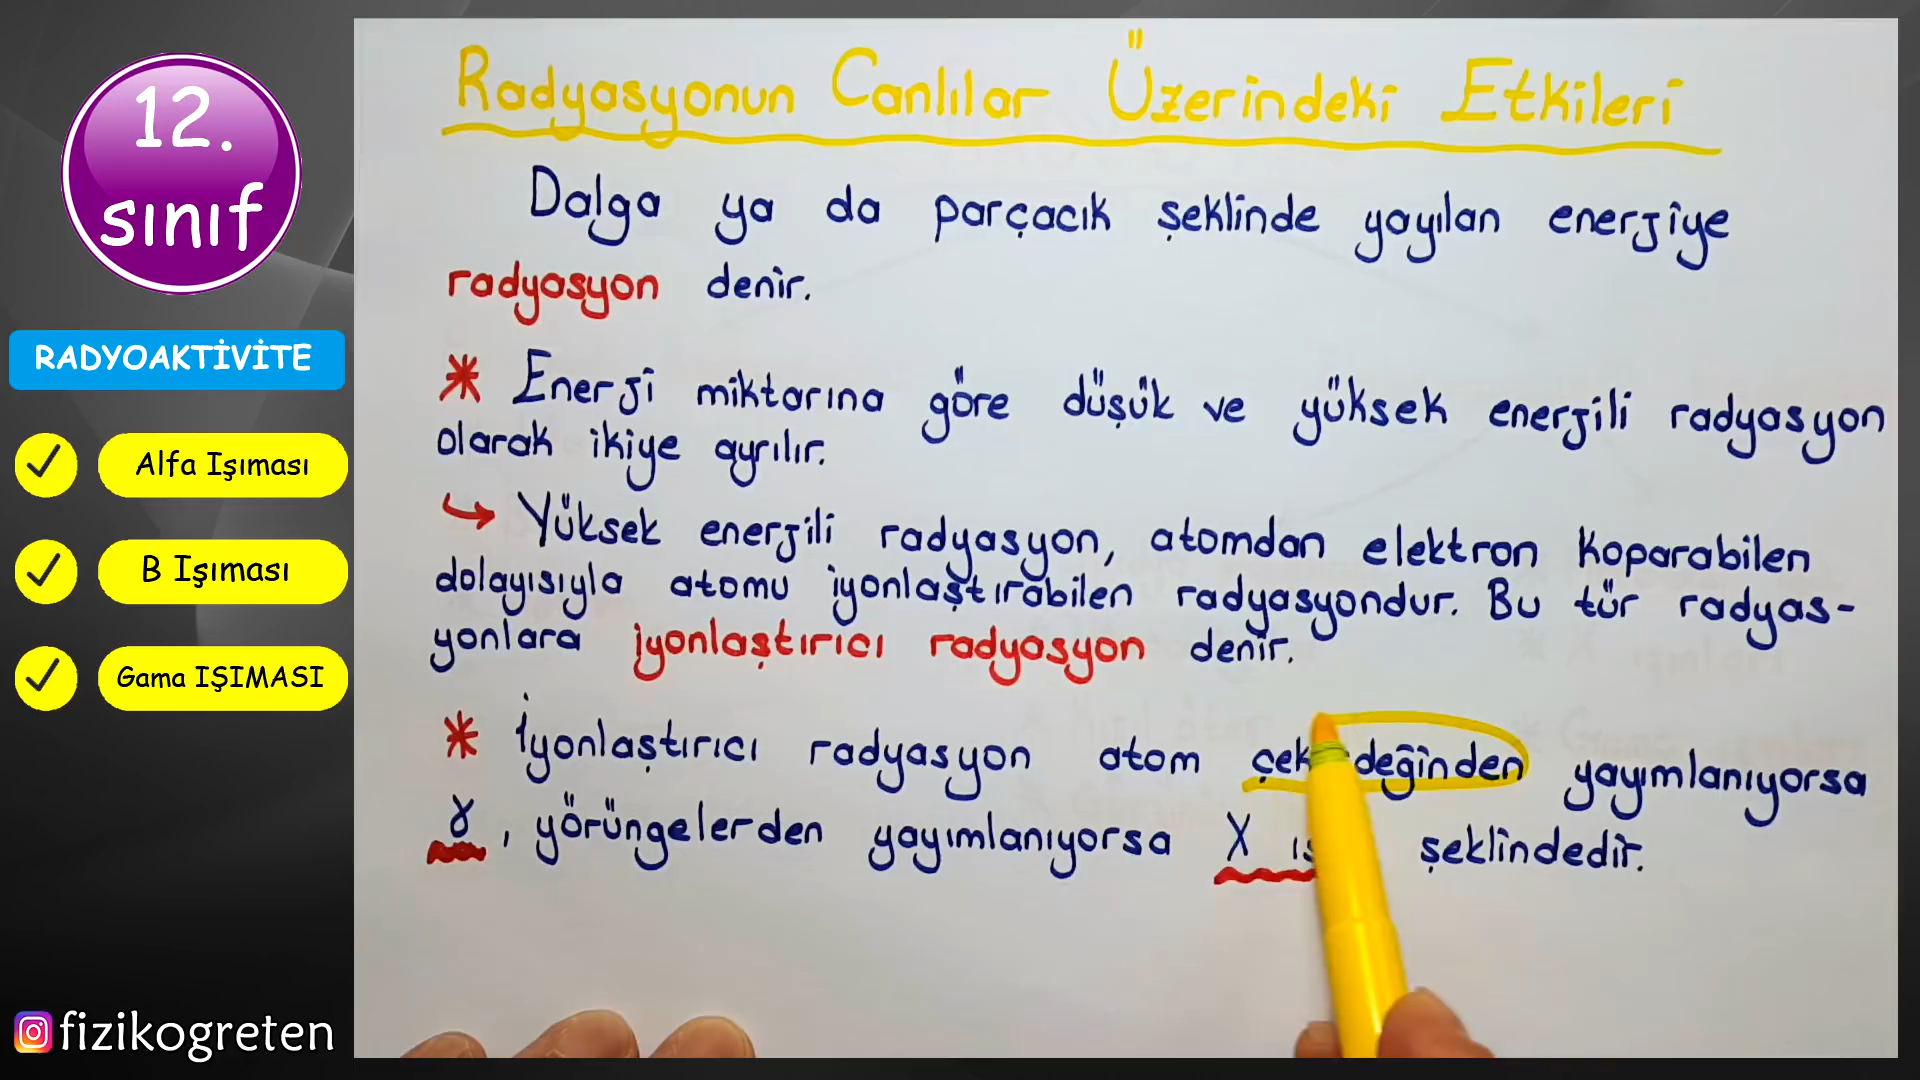 12.
sınıf
RADYOAKTİVİTE
Alfa Işıması
B Işıması
Gama IŞIMASI
fizikogreten
Radyasyonun Canlılar Üzerindeki Etkileri
Dalga ya da parçacık şeklinde yayılan enerjiye
radyasyon denir.
* Enerji miktarına göre düşük ve yüksek enerjili radyasyon
olarak ikiye ayrılır.
↪ Yüksek enerjili radyasyon, atomdan elektron koparabilen
dolayısıyla atomu iyonlaştırabilen radyasyondur. Bu tür radyas-
yonlara iyonlaştırıcı radyasyon denir.
* İyonlaştırıcı radyasyon atom çekirdeğinden yayımlanıyorsa
γ, yörüngelerden yayımlanıyorsa X şeklindedir.